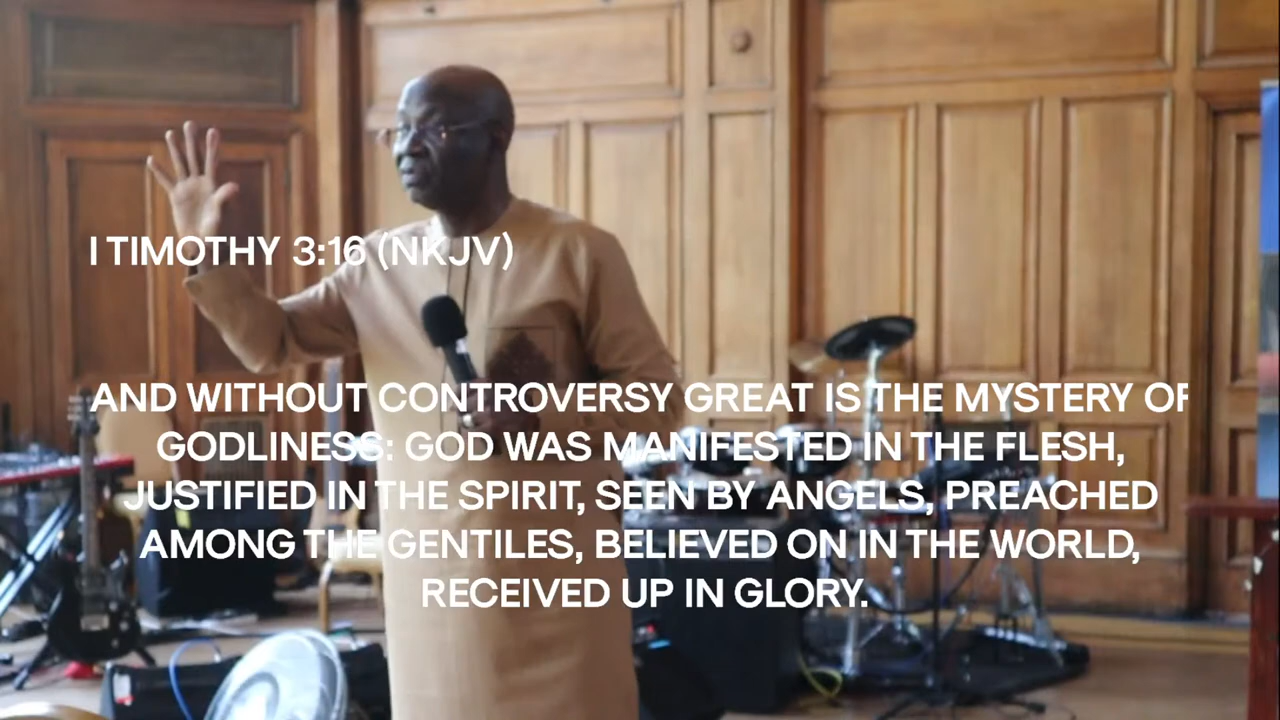 I TIMOTHY 3:16 (NKJV)
AND WITHOUT CONTROVERSY GREAT IS THE MYSTERY OF
GODLINESS: GOD WAS MANIFESTED IN THE FLESH,
JUSTIFIED IN THE SPIRIT, SEEN BY ANGELS, PREACHED
AMONG THE GENTILES, BELIEVED ON IN THE WORLD,
RECEIVED UP IN GLORY.